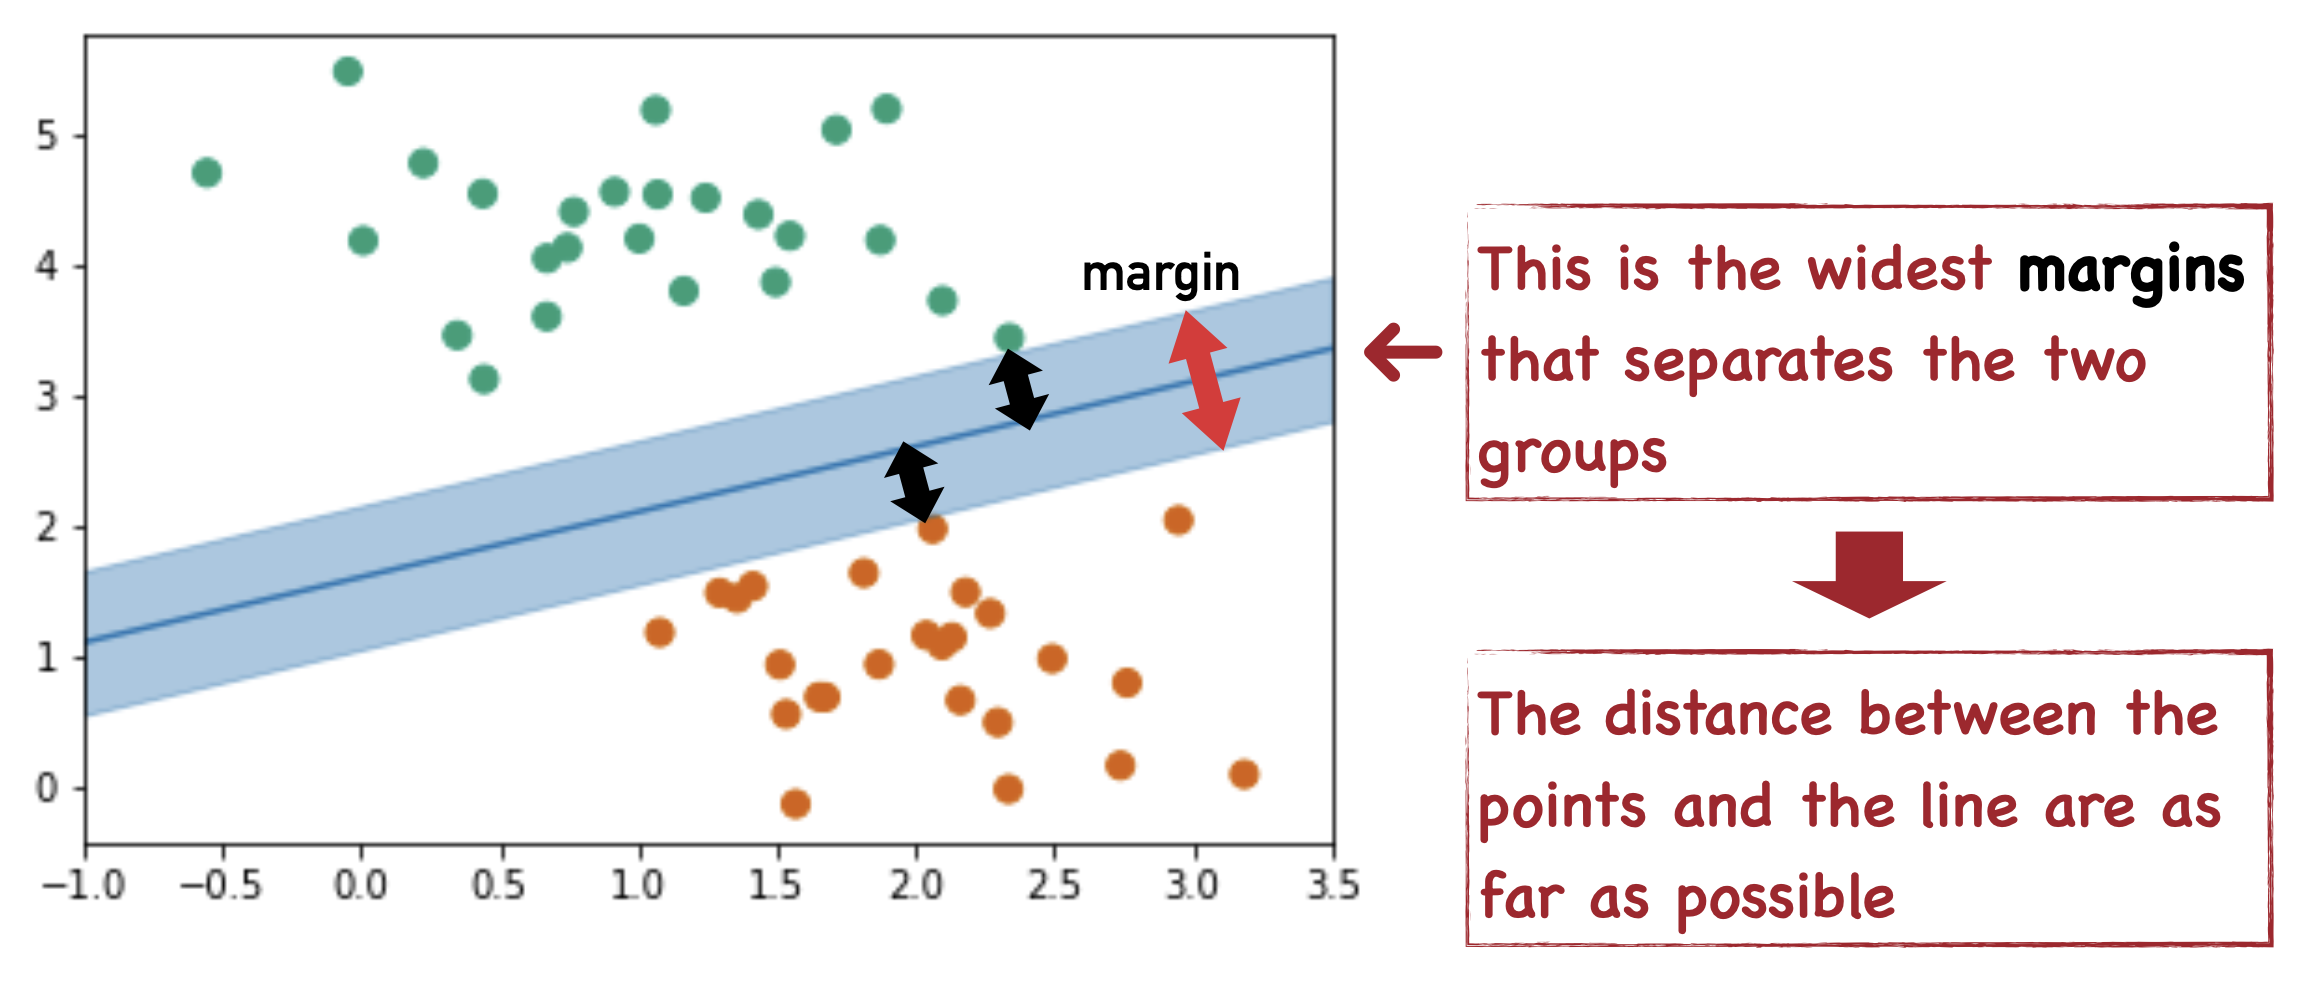 5
4
3
2
1
0
−1.0 −0.5 0.0 0.5 1.0 1.5 2.0 2.5 3.0 3.5
margin
This is the widest margins
that separates the two
groups
The distance between the
points and the line are as
far as possible